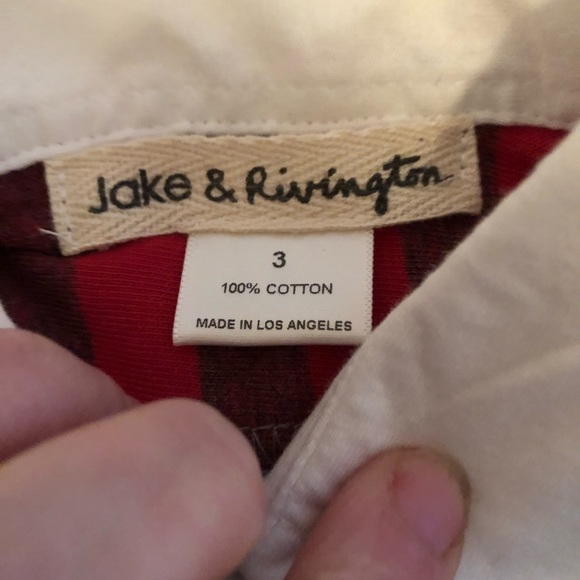 Jake & Rivington
3
100% COTTON
MADE IN LOS ANGELES